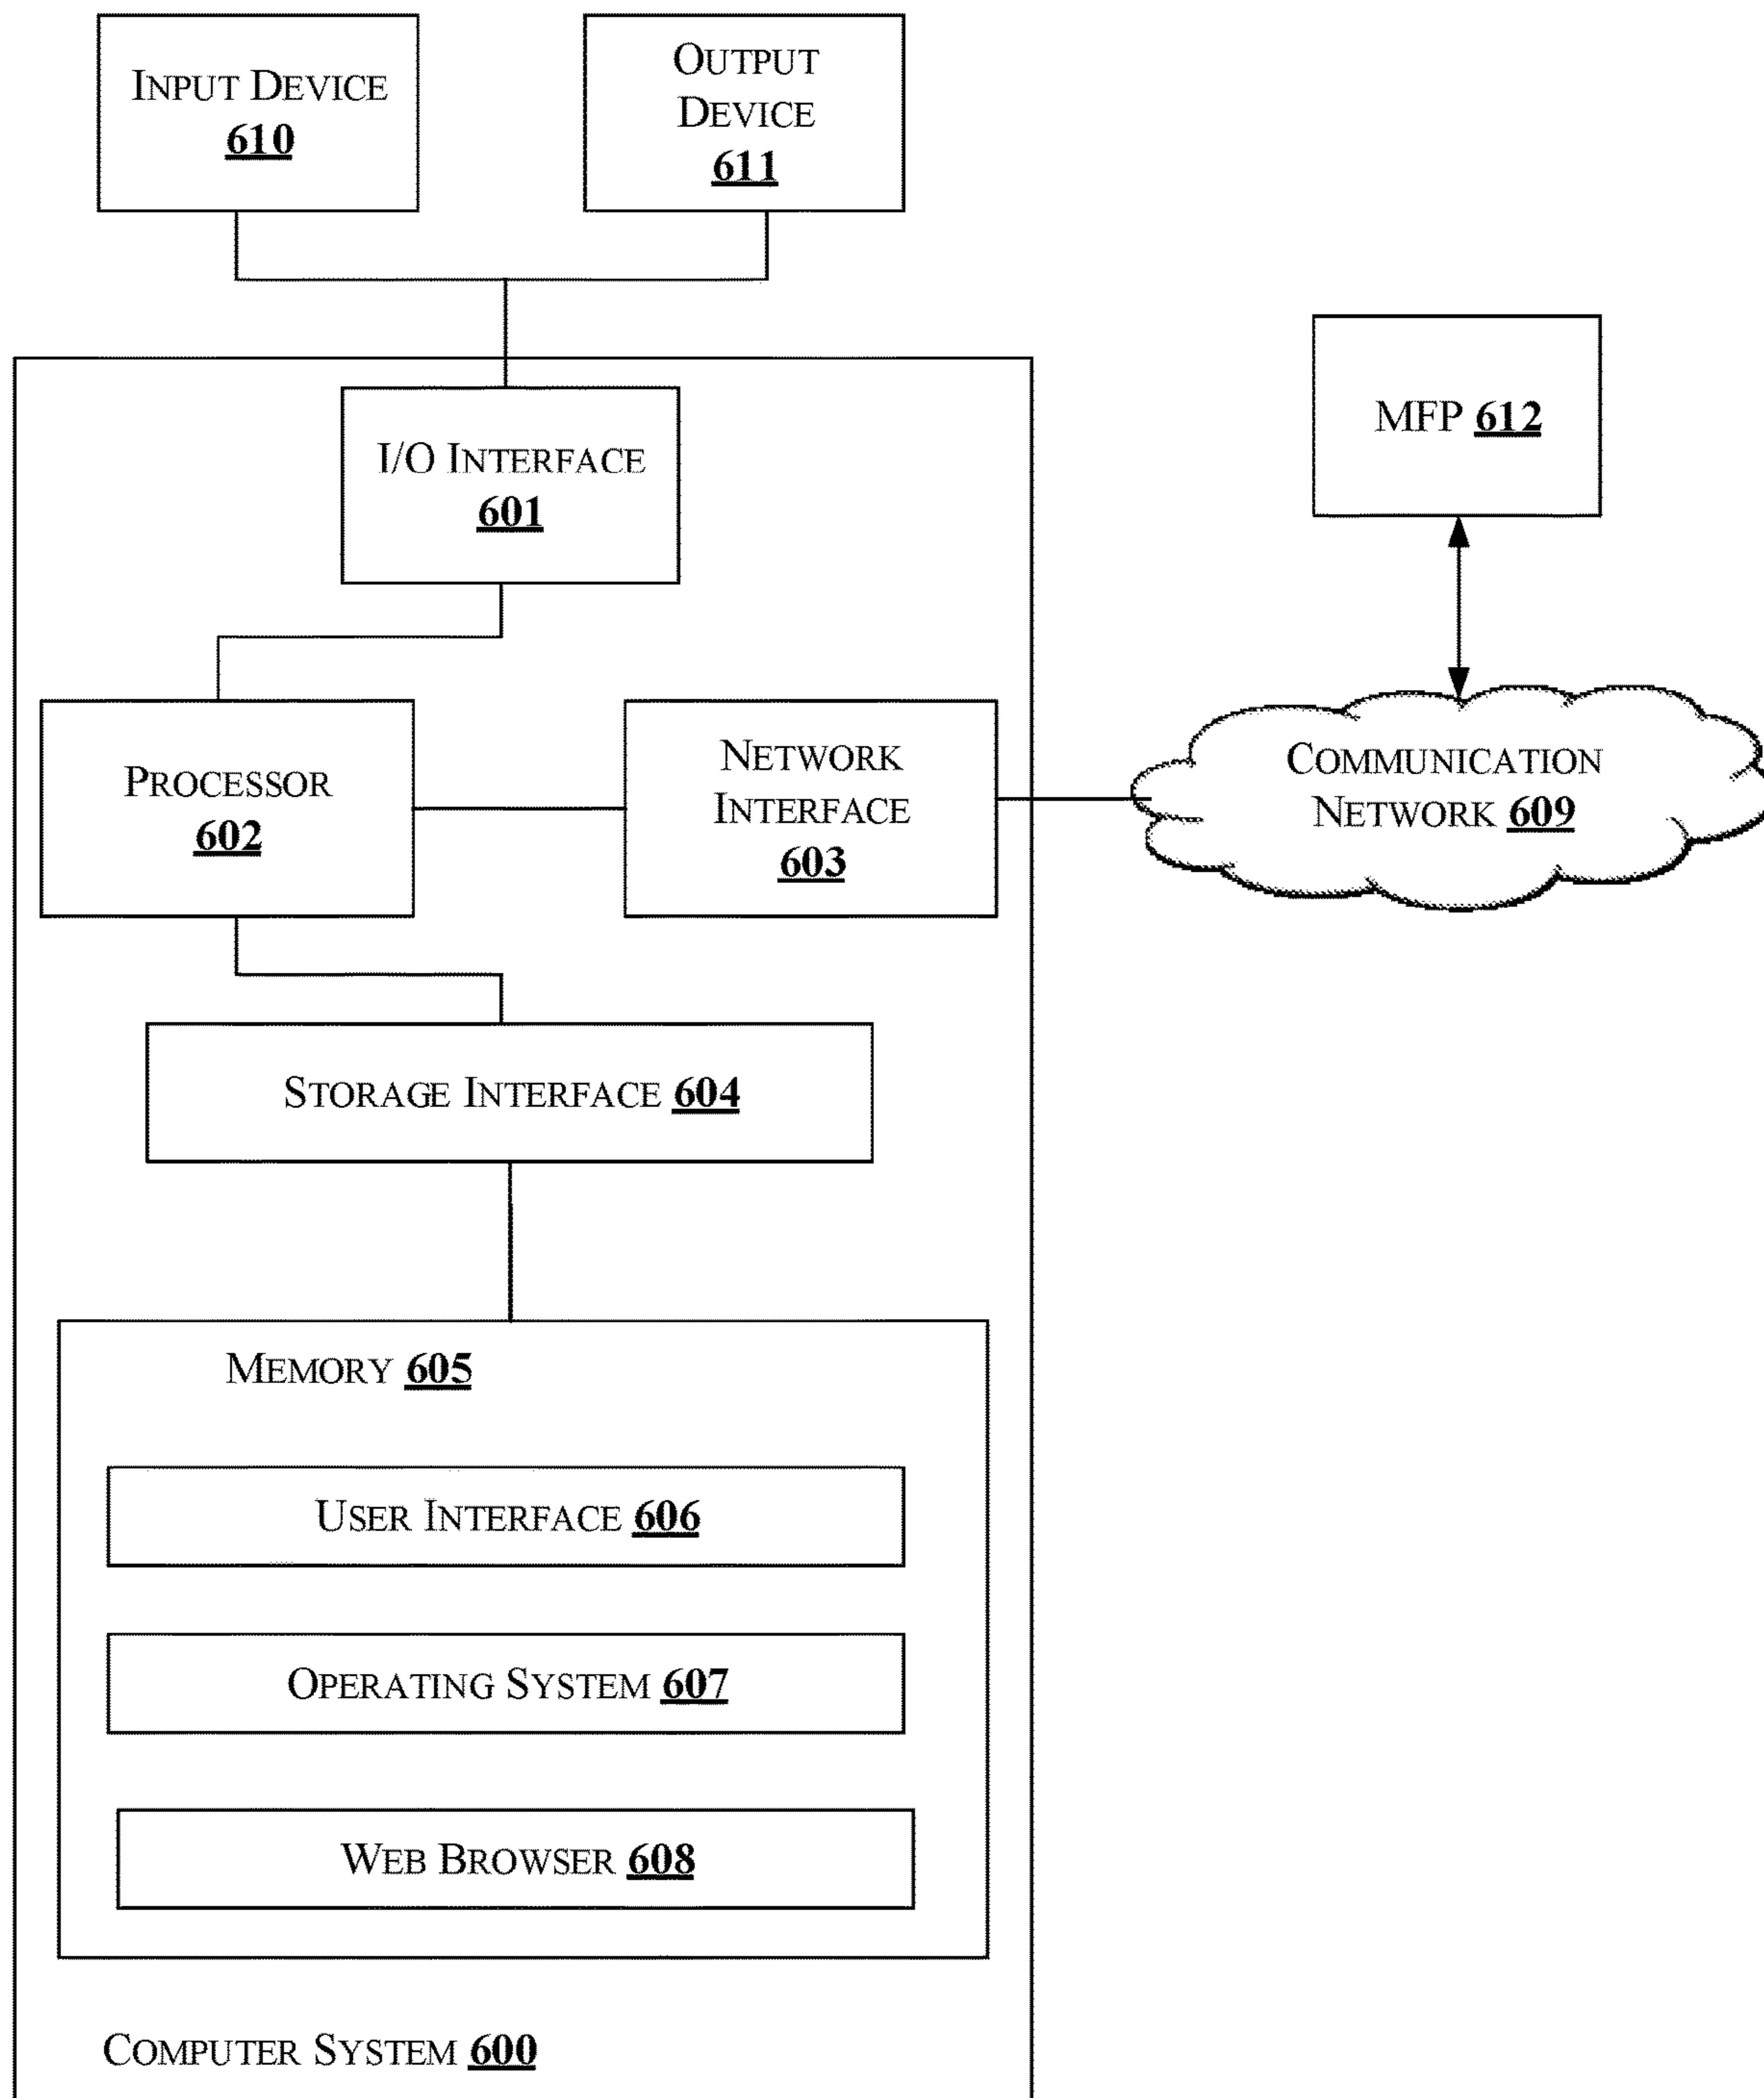 INPUT DEVICE
610
OUTPUT
DEVICE
611
I/O INTERFACE
601
MFP 612
PROCESSOR
602
NETWORK
INTERFACE
603
COMMUNICATION
NETWORK 609
STORAGE INTERFACE 604
MEMORY 605
USER INTERFACE 606
OPERATING SYSTEM 607
WEB BROWSER 608
COMPUTER SYSTEM 600